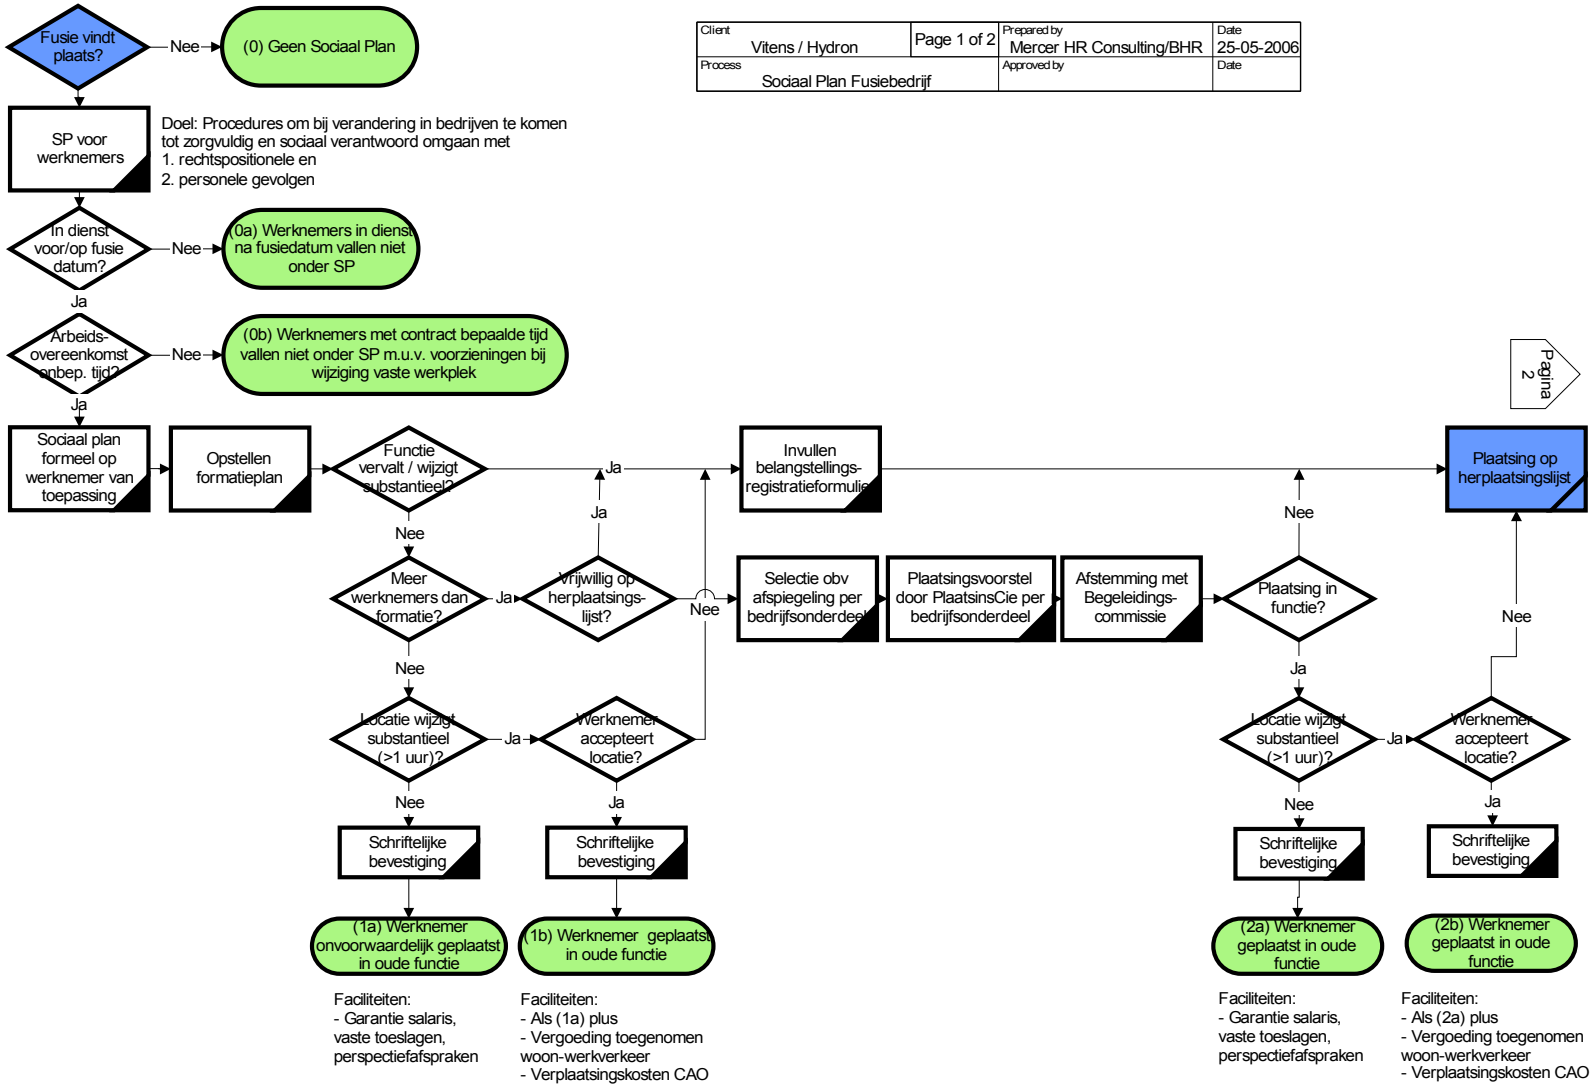 Fusie vindt
plaats?
Nee
(0) Geen Sociaal Plan
Client
Vitens / Hydron
Page 1 of 2
Prepared by
Mercer HR Consulting/BHR
Date
25-05-2006
Process
Sociaal Plan Fusiebedrijf
Approved by
Date
SP voor
werknemers
Doel: Procedures om bij verandering in bedrijven te komen
tot zorgvuldig en sociaal verantwoord omgaan met
1. rechtspositionele en
2. personele gevolgen
In dienst
voor/op fusie
datum?
Nee
(0a) Werknemers in dienst
na fusiedatum vallen niet
onder SP
Ja
Arbeids-
overeenkomst
onbep. tijd?
Nee
(0b) Werknemers met contract bepaalde tijd
vallen niet onder SP m.u.v. voorzieningen bij
wijziging vaste werkplek
Pagina
2
Ja
Sociaal plan
formeel op
werknemer van
toepassing
Opstellen
formatieplan
Functie
vervalt / wijzigt
substantieel?
Ja
Invullen
belangstellings-
registratieformulie
Plaatsing op
herplaatsingslijst
Nee
Ja
Nee
Meer
werknemers dan
formatie?
Ja
Vrijwillig op
herplaatsings-
lijst?
Nee
Selectie obv
afspiegeling per
bedrijfsonderdeel
Plaatsingsvoorstel
door PlaatsinsCie per
bedrijfsonderdeel
Afstemming met
Begeleidings-
commissie
Plaatsing in
functie?
Nee
Nee
Ja
Locatie wijzigt
substantieel
(>1 uur)?
Ja
Werknemer
accepteert
locatie?
Locatie wijzigt
substantieel
(>1 uur)?
Ja
Werknemer
accepteert
locatie?
Nee
Ja
Nee
Ja
Schriftelijke
bevestiging
Schriftelijke
bevestiging
Schriftelijke
bevestiging
Schriftelijke
bevestiging
(1a) Werknemer
onvoorwaardelijk geplaatst
in oude functie
(1b) Werknemer  geplaatst
in oude functie
(2a) Werknemer
geplaatst in oude
functie
(2b) Werknemer
geplaatst in oude
functie
Faciliteiten:
- Garantie salaris,
vaste toeslagen,
perspectiefafspraken
Faciliteiten:
- Als (1a) plus
- Vergoeding toegenomen
woon-werkverkeer
- Verplaatsingskosten CAO
Faciliteiten:
- Garantie salaris,
vaste toeslagen,
perspectiefafspraken
Faciliteiten:
- Als (2a) plus
- Vergoeding toegenomen
woon-werkverkeer
- Verplaatsingskosten CAO